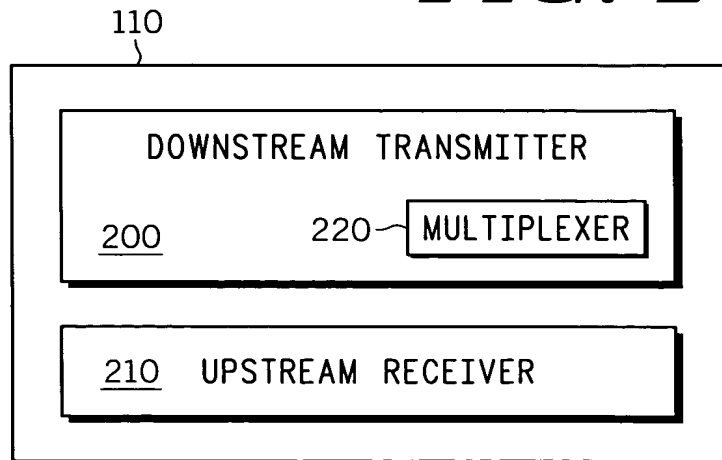 110
DOWNSTREAM TRANSMITTER
200
220 MULTIPLEXER
210 UPSTREAM RECEIVER